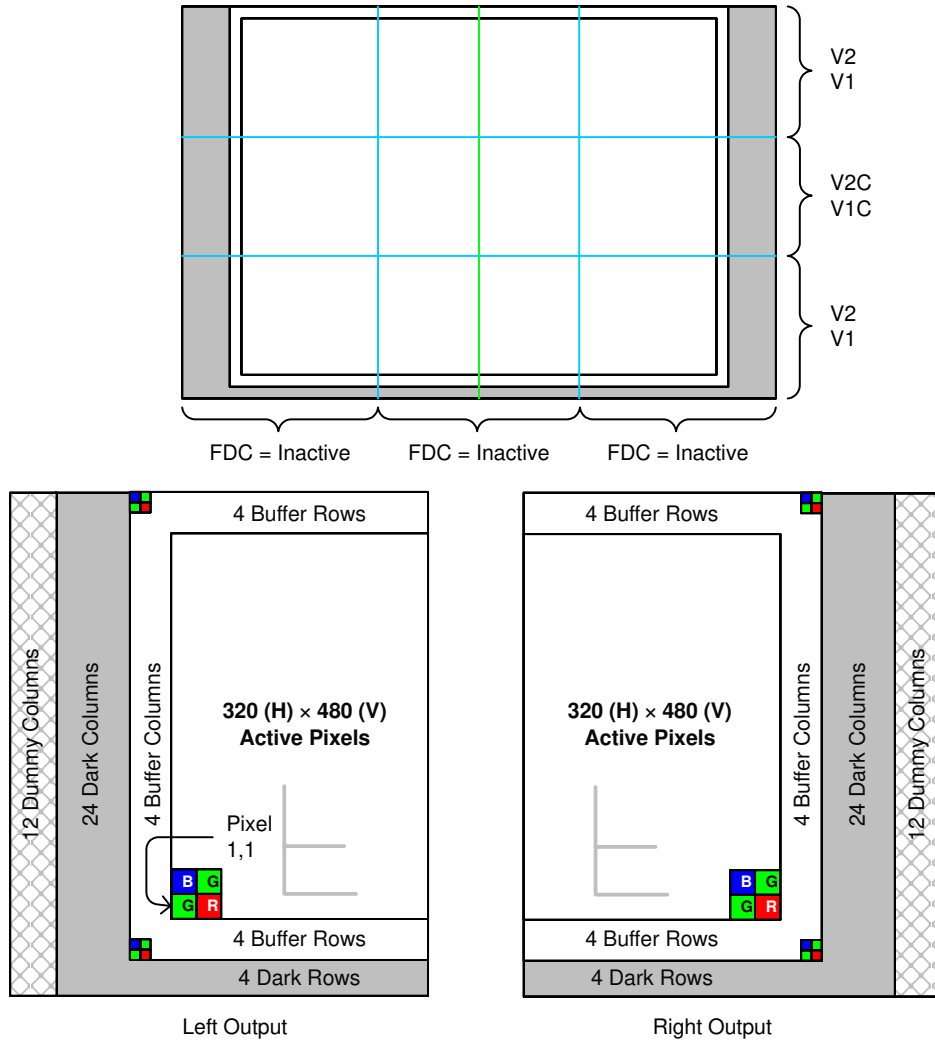 V2
V1
V2C
V1C
V2
V1
FDC = Inactive
FDC = Inactive
FDC = Inactive
12 Dummy Columns
24 Dark Columns
4 Buffer Columns
4 Buffer Rows
320 (H) × 480 (V)
Active Pixels
Pixel
1,1
B G
G R
4 Buffer Rows
4 Dark Rows
Left Output
4 Buffer Rows
320 (H) × 480 (V)
Active Pixels
B G
G R
4 Buffer Rows
4 Dark Rows
4 Buffer Columns
24 Dark Columns
12 Dummy Columns
Right Output